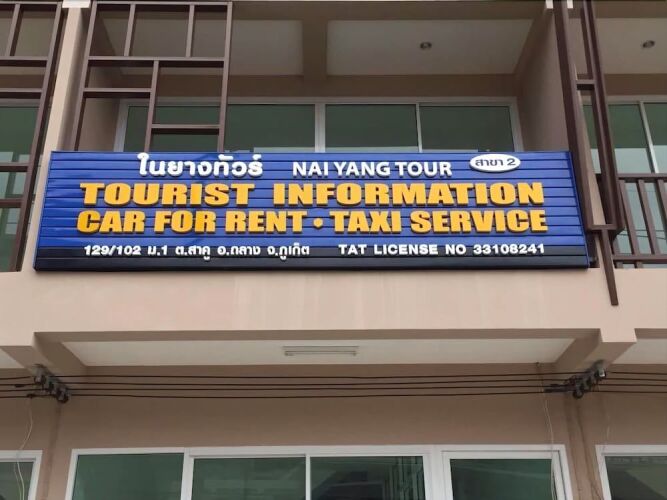 ในยางทัวร์ NAI YANG TOUR สาขา 2
TOURIST INFORMATION
CAR FOR RENT • TAXI SERVICE
129/102 ม.1 ต.สาคู อ.ถลาง จ.ภูเก็ต TAT LICENSE NO 33108241